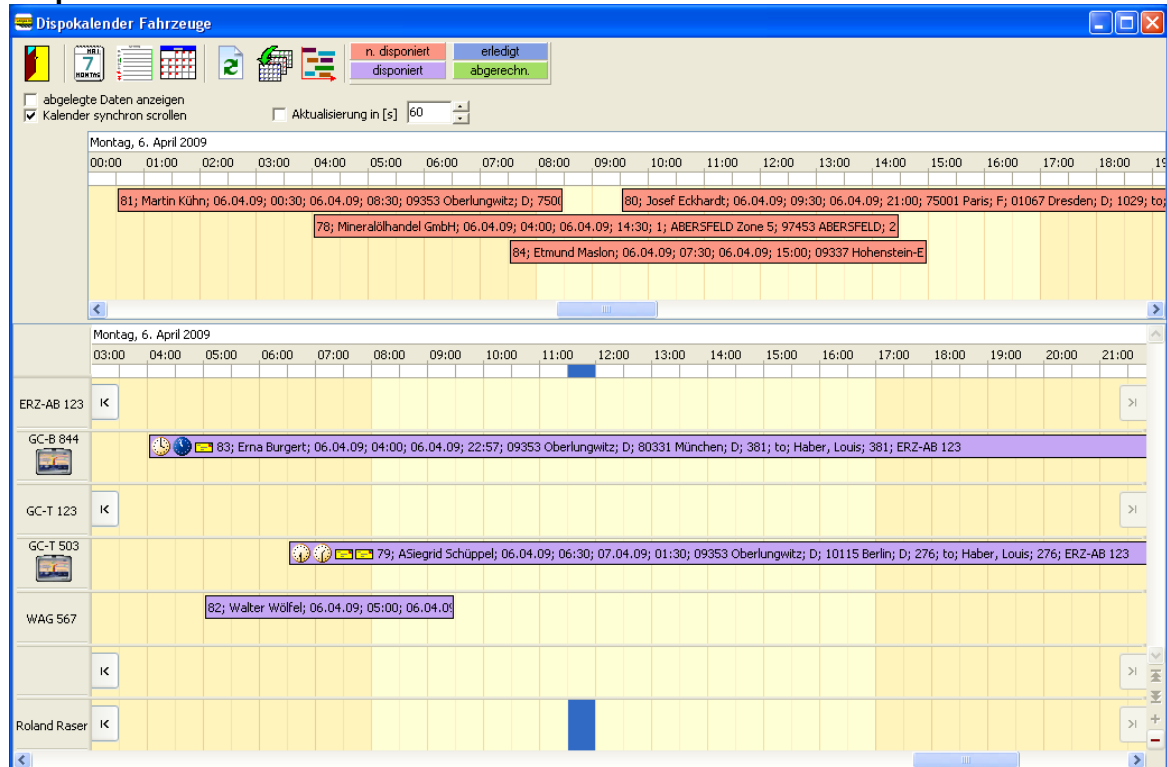 Dispokalender Fahrzeuge
MAI
7
MONTAG
n. disponiert
erledigt
disponiert
abgerechn.
abgelegte Daten anzeigen
Kalender synchron scrollen
Aktualisierung in [s] 60
Montag, 6. April 2009
00:00 01:00 02:00 03:00 04:00 05:00 06:00 07:00 08:00 09:00 10:00 11:00 12:00 13:00 14:00 15:00 16:00 17:00 18:00 19
81; Martin Kühn; 06.04.09; 00:30; 06.04.09; 08:30; 09353 Oberlungwitz; D; 7500
80; Josef Eckhardt; 06.04.09; 09:30; 06.04.09; 21:00; 75001 Paris; F; 01067 Dresden; D; 1029; to;
78; Mineralölhandel GmbH; 06.04.09; 04:00; 06.04.09; 14:30; 1; ABERSFELD Zone 5; 97453 ABERSFELD; 2
84; Etmund Maslon; 06.04.09; 07:30; 06.04.09; 15:00; 09337 Hohenstein-E
Montag, 6. April 2009
03:00 04:00 05:00 06:00 07:00 08:00 09:00 10:00 11:00 12:00 13:00 14:00 15:00 16:00 17:00 18:00 19:00 20:00 21:00
ERZ-AB 123
GC-B 844
83; Erna Burgert; 06.04.09; 04:00; 06.04.09; 22:57; 09353 Oberlungwitz; D; 80331 München; D; 381; to; Haber, Louis; 381; ERZ-AB 123
GC-T 123
GC-T 503
79; ASiegrid Schüppel; 06.04.09; 06:30; 07.04.09; 01:30; 09353 Oberlungwitz; D; 10115 Berlin; D; 276; to; Haber, Louis; 276; ERZ-AB 123
WAG 567
82; Walter Wölfel; 06.04.09; 05:00; 06.04.09
Roland Raser